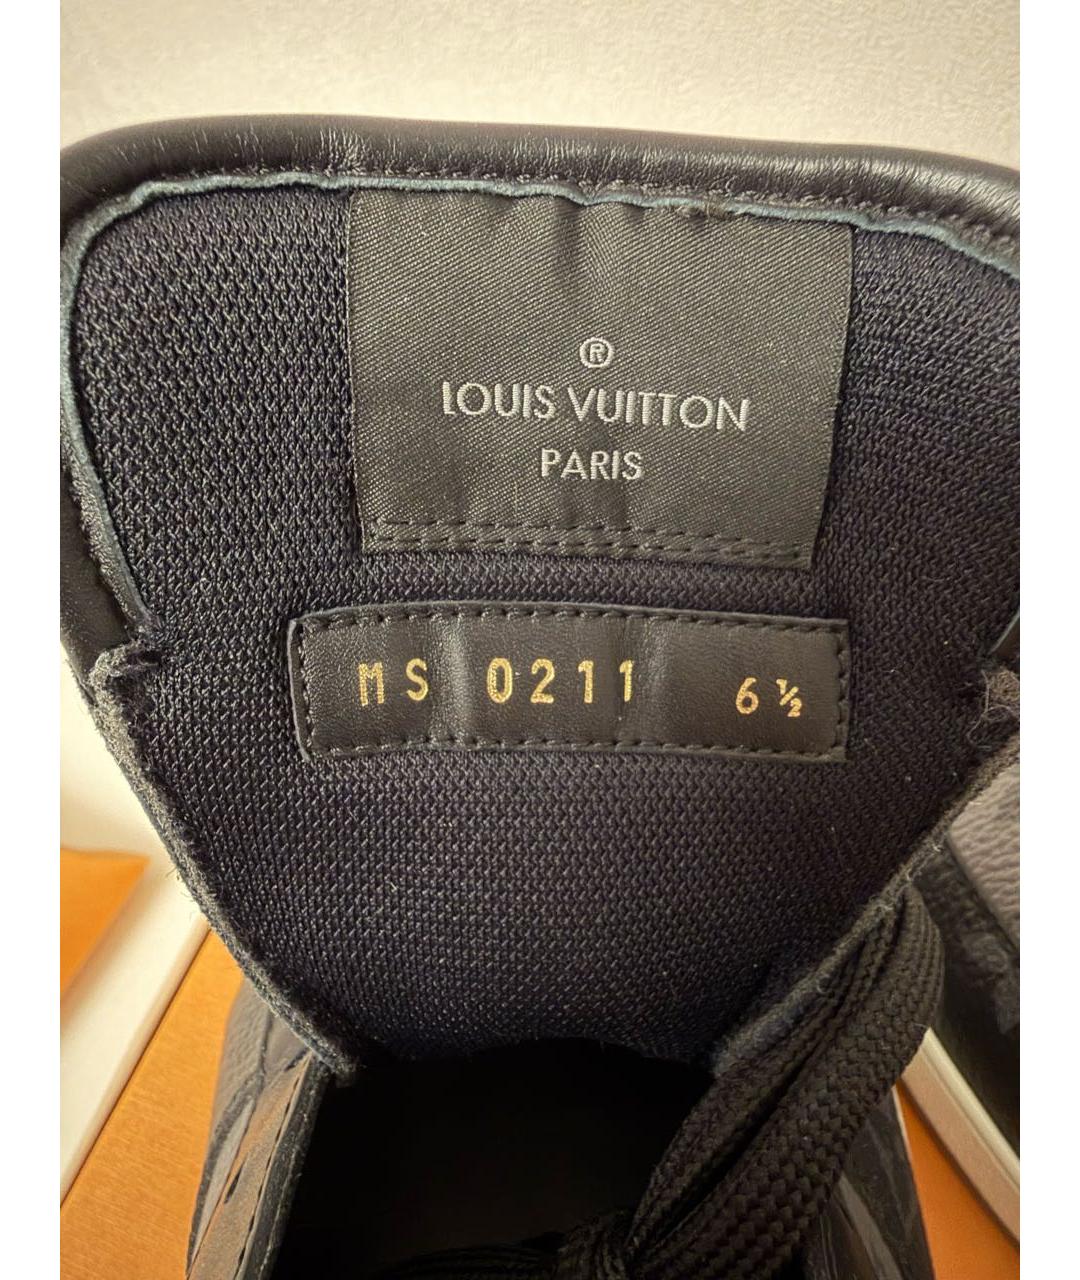 ®
LOUIS VUITTON
PARIS
MS 0211 6½